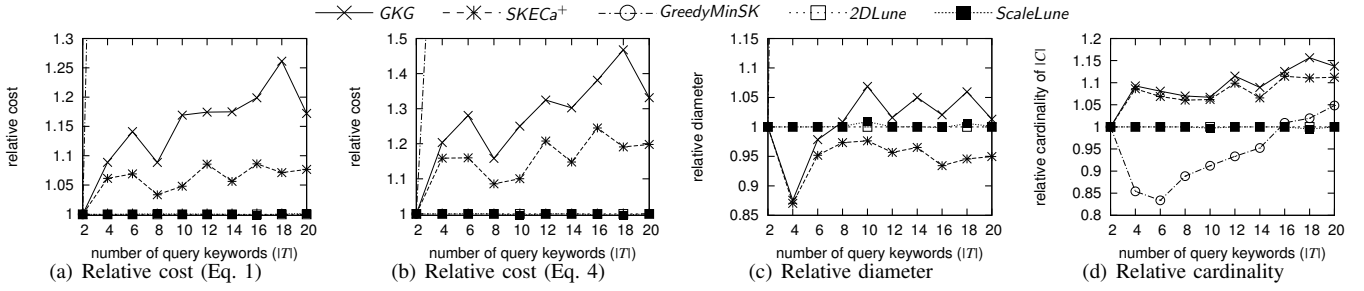 GKG SKECa+ GreedyMinSK 2DLune ScaleLune
relative cost
1.3
1.25
1.2
1.15
1.1
1.05
1
2 4 6 8 10 12 14 16 18 20
number of query keywords (|T|)
(a) Relative cost (Eq. 1)
relative cost
1.5
1.4
1.3
1.2
1.1
1
2 4 6 8 10 12 14 16 18 20
number of query keywords (|T|)
(b) Relative cost (Eq. 4)
relative diameter
1.15
1.1
1.05
1
0.95
0.9
0.85
2 4 6 8 10 12 14 16 18 20
number of query keywords (|T|)
(c) Relative diameter
relative cardinality of |C|
1.2
1.15
1.1
1.05
1
0.95
0.9
0.85
0.8
2 4 6 8 10 12 14 16 18 20
number of query keywords (|T|)
(d) Relative cardinality